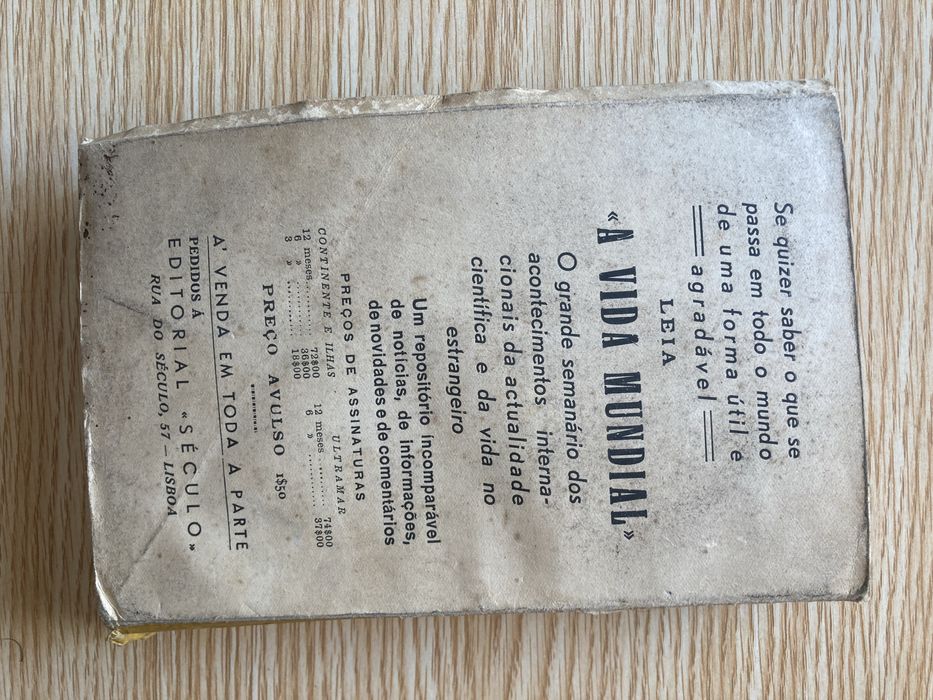 Se quizer saber o que se
passa em todo o mundo
de uma forma útil e
agradável
LEIA
«A VIDA MUNDIAL»
O grande semanário dos
acontecimentos interna-
cionais da actualidade
científica e da vida no
estrangeiro
Um repositório incomparável
de notícias, de informações,
de novidades e de comentários
PREÇOS DE ASSINATURAS
CONTINENTE E ILHAS
12 meses............ 72$00
6 » ............ 36$00
3 » ............ 18$00
ULTRAMAR
12 meses.......... 74$00
6 » ............ 37$00
PREÇO AVULSO 1$50
A' VENDA EM TODA A PARTE
PEDIDOS À
EDITORIAL «SÉCULO»
RUA DO SÉCULO, 57 — LISBOA